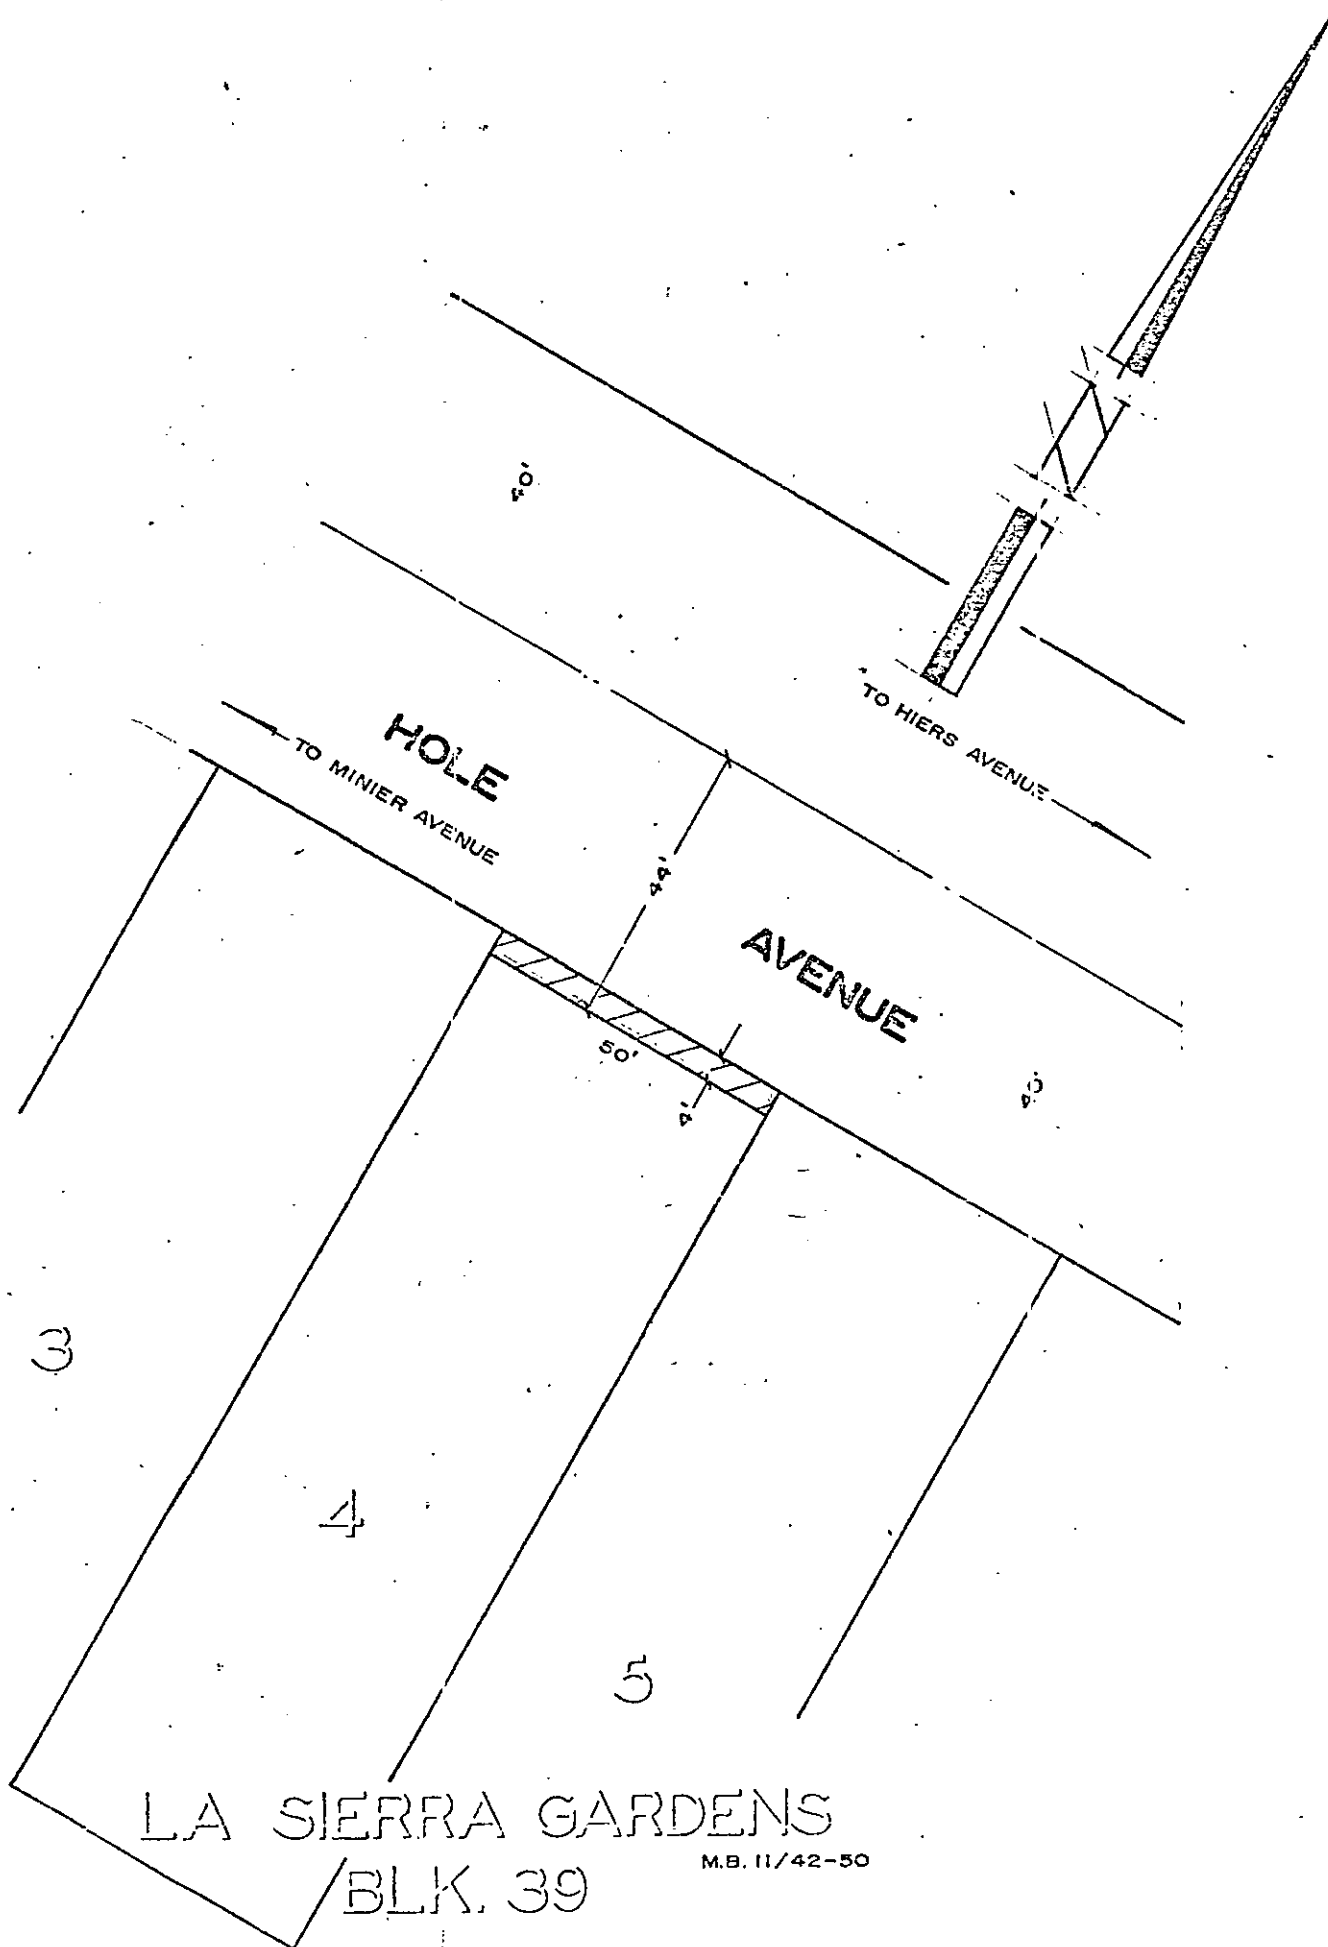 N
40'
HOLE
TO MINIER AVENUE
TO HIERS AVENUE
44'
AVENUE
50'
4'
40'
3
4
5
LA SIERRA GARDENS
M.B. 11/42-50
BLK. 39